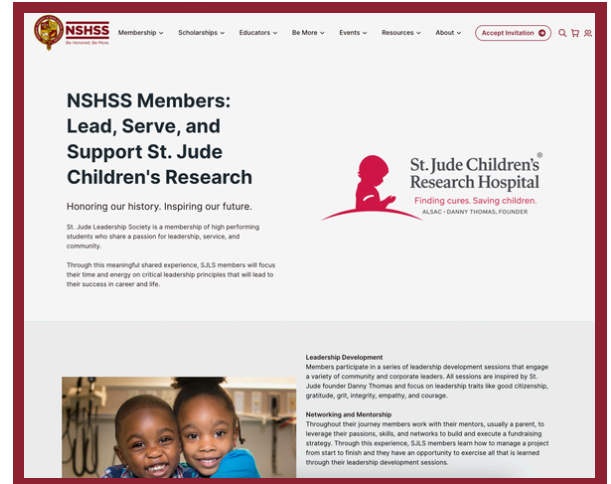 NSHSS
Be Honored, Be More
Membership
Scholarships
Educators
Be More
Events
Resources
About
Accept Invitation
NSHSS Members:
Lead, Serve, and
Support St. Jude
Children's Research
Honoring our history. Inspiring our future.
St. Jude Leadership Society is a membership of high performing
students who share a passion for leadership, service, and
community.
Through this meaningful shared experience, SJLS members will focus
their time and energy on critical leadership principles that will lead to
their success in career and life.
St. Jude Children's®
Research Hospital
Finding cures. Saving children.
ALSAC • DANNY THOMAS, FOUNDER
Leadership Development
Members participate in a series of leadership development sessions that engage
a variety of community and corporate leaders. All sessions are inspired by St.
Jude founder Danny Thomas and focus on leadership traits like good citizenship,
gratitude, grit, integrity, empathy, and courage.
Networking and Mentorship
Throughout their journey members work with their mentors, usually a parent, to
leverage their passions, skills, and networks to build and execute a fundraising
strategy. Through this experience, SJLS members learn how to manage a project
from start to finish and they have an opportunity to exercise all that is learned
through their leadership development sessions.